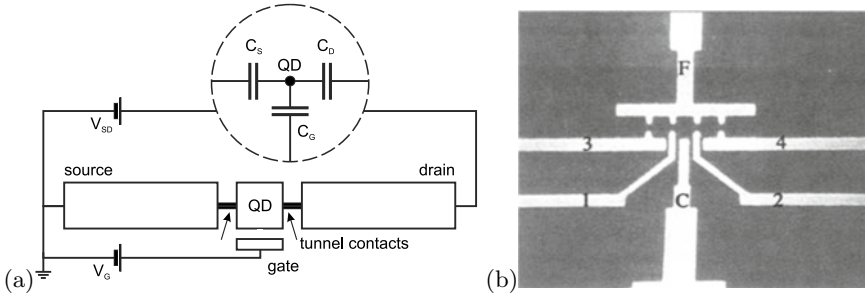 C_S
C_D
QD
C_G
V_SD
source
drain
QD
tunnel contacts
gate
V_G
(a)
F
3
4
1
2
C
(b)